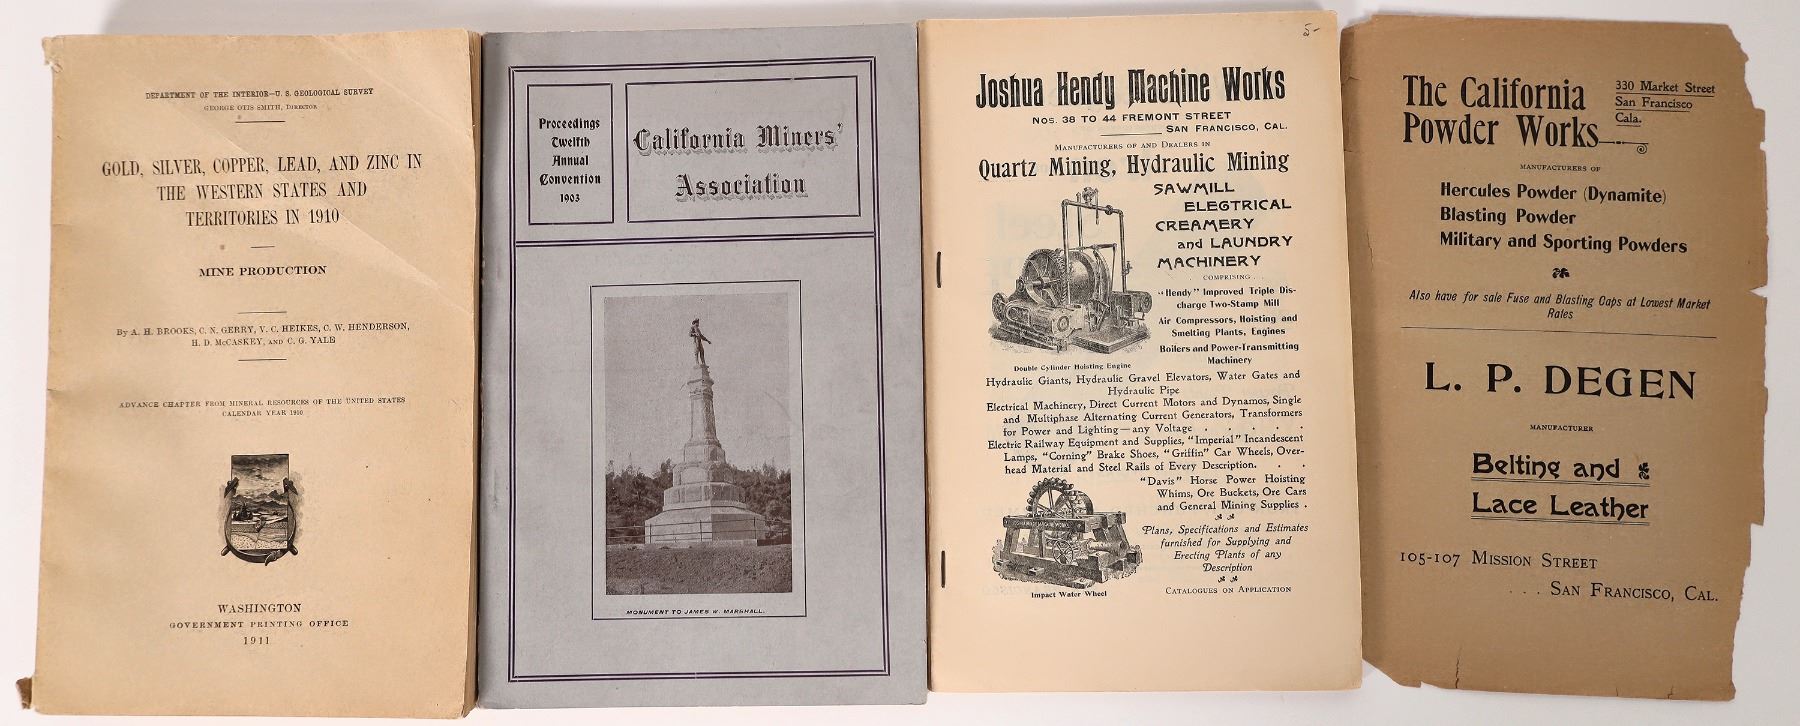 DEPARTMENT OF THE INTERIOR—U. S. GEOLOGICAL SURVEY
GEORGE OTIS SMITH, DIRECTOR
GOLD, SILVER, COPPER, LEAD, AND ZINC IN
THE WESTERN STATES AND
TERRITORIES IN 1910
MINE PRODUCTION
By A. H. BROOKS, C. N. GERRY, V. C. HEIKES, C. W. HENDERSON,
H. D. McCASKEY, AND C. G. YALE
ADVANCE CHAPTER FROM MINERAL RESOURCES OF THE UNITED STATES
CALENDAR YEAR 1910
WASHINGTON
GOVERNMENT PRINTING OFFICE
1911
Proceedings
Twelfth
Annual
Convention
1903
California Miners'
Association
MONUMENT TO JAMES W. MARSHALL.
5-
Joshua Hendy Machine Works
Nos. 38 TO 44 FREMONT STREET
SAN FRANCISCO, CAL.
MANUFACTURERS OF AND DEALERS IN
Quartz Mining, Hydraulic Mining
SAWMILL
ELECTRICAL
CREAMERY
and LAUNDRY
MACHINERY
COMPRISING
"Hendy" Improved Triple Dis-
charge Two-Stamp Mill
Air Compressors, Hoisting and
Smelting Plants, Engines
Boilers and Power-Transmitting
Machinery
Double Cylinder Hoisting Engine
Hydraulic Giants, Hydraulic Gravel Elevators, Water Gates and
Hydraulic Pipe
Electrical Machinery, Direct Current Motors and Dynamos, Single
and Multiphase Alternating Current Generators, Transformers
for Power and Lighting—any Voltage . . . . .
Electric Railway Equipment and Supplies, "Imperial" Incandescent
Lamps, "Corning" Brake Shoes, "Griffin" Car Wheels, Over-
head Material and Steel Rails of Every Description. . .
"Davis" Horse Power Hoisting
Whims, Ore Buckets, Ore Cars
and General Mining Supplies .
Plans, Specifications and Estimates
furnished for Supplying and
Erecting Plants of any
Description
JOSHUA HENDY MACHINE WORKS
Impact Water Wheel
CATALOGUES ON APPLICATION
The California
Powder Works
330 Market Street
San Francisco
Cala.
MANUFACTURERS OF
Hercules Powder (Dynamite)
Blasting Powder
Military and Sporting Powders
Also have for sale Fuse and Blasting Caps at Lowest Market
Rates
L. P. DEGEN
MANUFACTURER
Belting and
Lace Leather
105-107 MISSION STREET
. . . SAN FRANCISCO, CAL.